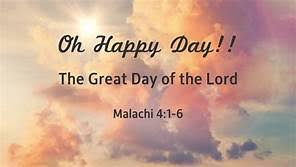 Oh Happy Day!!
The Great Day of the Lord
Malachi 4:1-6